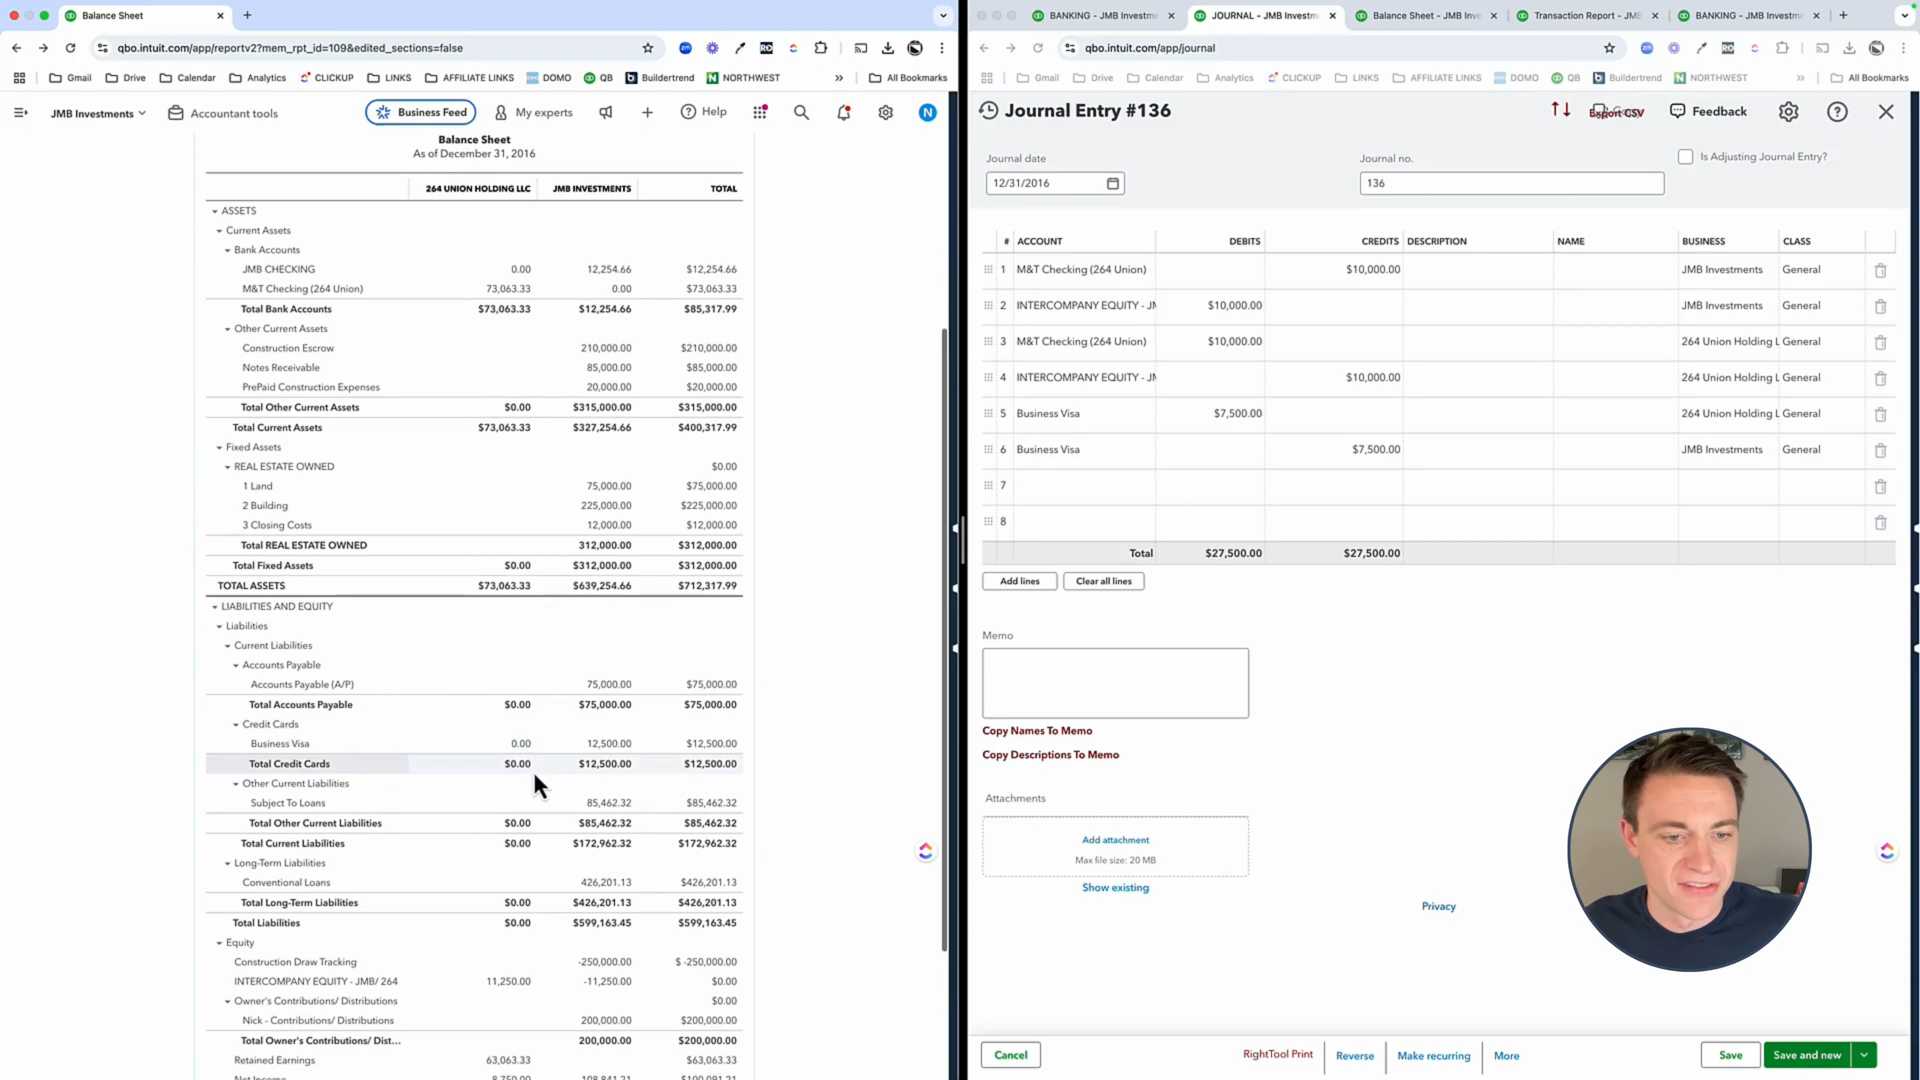 Balance Sheet
BANKING - JMB Investme
JOURNAL - JMB Investm
Balance Sheet - JMB Inve
Transaction Report - JMB
BANKING - JMB Investm
qbo.intuit.com/app/reportv2?mem_rpt_id=109&edited_sections=false
qbo.intuit.com/app/journal
Gmail Drive Calendar Analytics CLICKUP LINKS AFFILIATE LINKS DOMO QB Buildertrend NORTHWEST » All Bookmarks
Gmail Drive Calendar Analytics CLICKUP LINKS AFFILIATE LINKS DOMO QB Buildertrend NORTHWEST » All Bookmarks
JMB Investments Accountant tools Business Feed My experts Help N
Balance Sheet
As of December 31, 2016
264 UNION HOLDING LLC JMB INVESTMENTS TOTAL
ASSETS
Current Assets
Bank Accounts
JMB CHECKING 0.00 12,254.66 $12,254.66
M&T Checking (264 Union) 73,063.33 0.00 $73,063.33
Total Bank Accounts $73,063.33 $12,254.66 $85,317.99
Other Current Assets
Construction Escrow 210,000.00 $210,000.00
Notes Receivable 85,000.00 $85,000.00
PrePaid Construction Expenses 20,000.00 $20,000.00
Total Other Current Assets $0.00 $315,000.00 $315,000.00
Total Current Assets $73,063.33 $327,254.66 $400,317.99
Fixed Assets
REAL ESTATE OWNED $0.00
1 Land 75,000.00 $75,000.00
2 Building 225,000.00 $225,000.00
3 Closing Costs 12,000.00 $12,000.00
Total REAL ESTATE OWNED 312,000.00 $312,000.00
Total Fixed Assets $0.00 $312,000.00 $312,000.00
TOTAL ASSETS $73,063.33 $639,254.66 $712,317.99
LIABILITIES AND EQUITY
Liabilities
Current Liabilities
Accounts Payable
Accounts Payable (A/P) 75,000.00 $75,000.00
Total Accounts Payable $0.00 $75,000.00 $75,000.00
Credit Cards
Business Visa 0.00 12,500.00 $12,500.00
Total Credit Cards $0.00 $12,500.00 $12,500.00
Other Current Liabilities
Subject To Loans 85,462.32 $85,462.32
Total Other Current Liabilities $0.00 $85,462.32 $85,462.32
Total Current Liabilities $0.00 $172,962.32 $172,962.32
Long-Term Liabilities
Conventional Loans 426,201.13 $426,201.13
Total Long-Term Liabilities $0.00 $426,201.13 $426,201.13
Total Liabilities $0.00 $599,163.45 $599,163.45
Equity
Construction Draw Tracking -250,000.00 $ -250,000.00
INTERCOMPANY EQUITY - JMB/ 264 11,250.00 -11,250.00 $0.00
Owner's Contributions/ Distributions $0.00
Nick - Contributions/ Distributions 200,000.00 $200,000.00
Total Owner's Contributions/ Dist... 200,000.00 $200,000.00
Retained Earnings 63,063.33 $63,063.33
Journal Entry #136
Export CSV Feedback
Journal date
12/31/2016
Journal no.
136
Is Adjusting Journal Entry?
# ACCOUNT DEBITS CREDITS DESCRIPTION NAME BUSINESS CLASS
1 M&T Checking (264 Union) $10,000.00 JMB Investments General
2 INTERCOMPANY EQUITY - JM $10,000.00 JMB Investments General
3 M&T Checking (264 Union) $10,000.00 264 Union Holding L General
4 INTERCOMPANY EQUITY - JM $10,000.00 264 Union Holding L General
5 Business Visa $7,500.00 264 Union Holding L General
6 Business Visa $7,500.00 JMB Investments General
7
8
Total $27,500.00 $27,500.00
Add lines Clear all lines
Memo
Copy Names To Memo
Copy Descriptions To Memo
Attachments
Add attachment
Max file size: 20 MB
Show existing
Privacy
Cancel RightTool Print Reverse Make recurring More Save Save and new